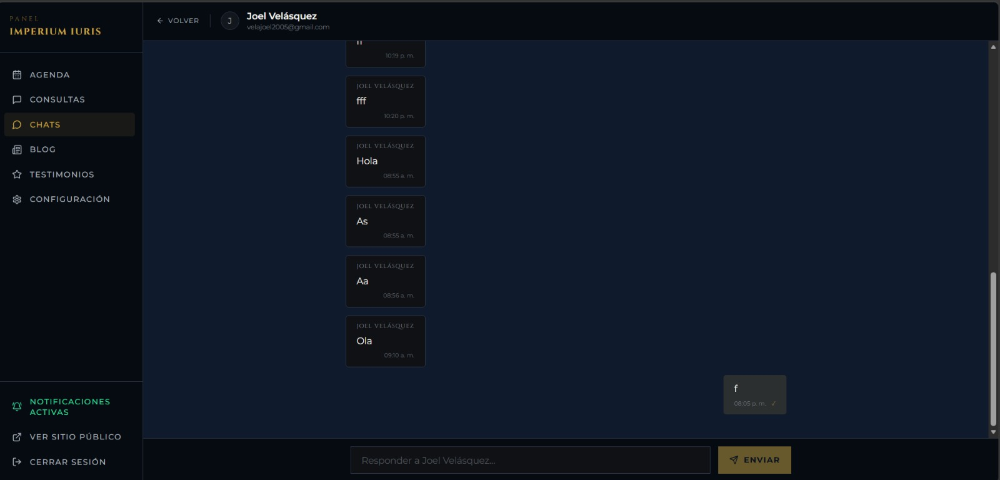 PANEL
IMPERIUM IURIS
AGENDA
CONSULTAS
CHATS
BLOG
TESTIMONIOS
CONFIGURACIÓN
NOTIFICACIONES
ACTIVAS
VER SITIO PÚBLICO
CERRAR SESIÓN
← VOLVER
J
Joel Velásquez
velajoel2005@gmail.com
10:19 p. m.
JOEL VELÁSQUEZ
fff
10:20 p. m.
JOEL VELÁSQUEZ
Hola
08:55 a. m.
JOEL VELÁSQUEZ
As
08:55 a. m.
JOEL VELÁSQUEZ
Aa
08:56 a. m.
JOEL VELÁSQUEZ
Ola
09:10 a. m.
f
08:05 p. m. ✓
Responder a Joel Velásquez...
ENVIAR